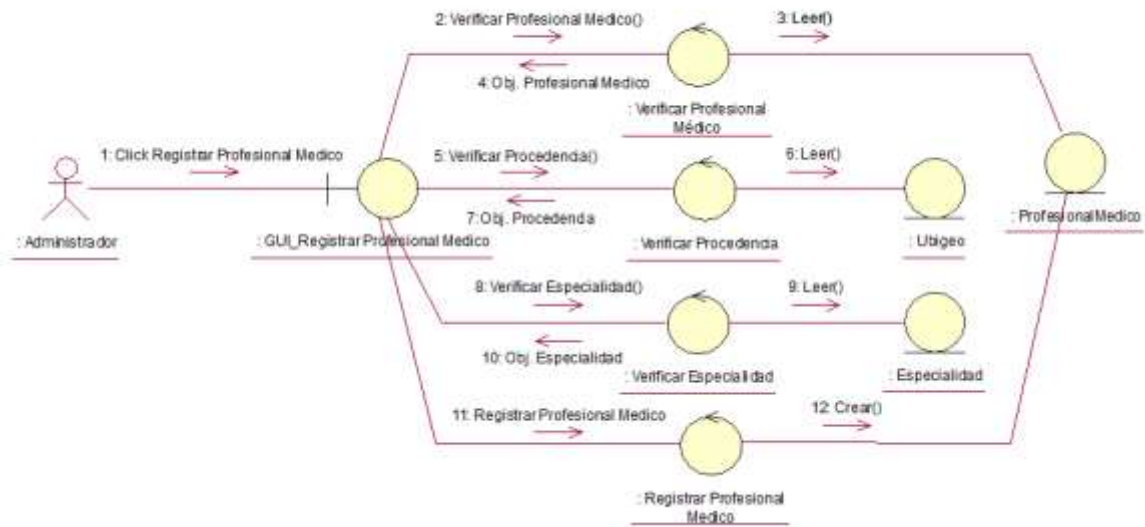 2: Verificar Profesional Medico()
3: Leer()
4: Obj. Profesional Medico
: Verificar Profesional
Médico
1: Click Registrar Profesional Medico
5: Verificar Procedencia()
6: Leer()
7: Obj. Procedencia
: Administrador
: GUI_Registrar Profesional Medico
: Verificar Procedencia
: Ubigeo
: ProfesionalMedico
8: Verificar Especialidad()
9: Leer()
10: Obj. Especialidad
: Verificar Especialidad
: Especialidad
11: Registrar Profesional Medico
12: Crear()
: Registrar Profesional
Medico